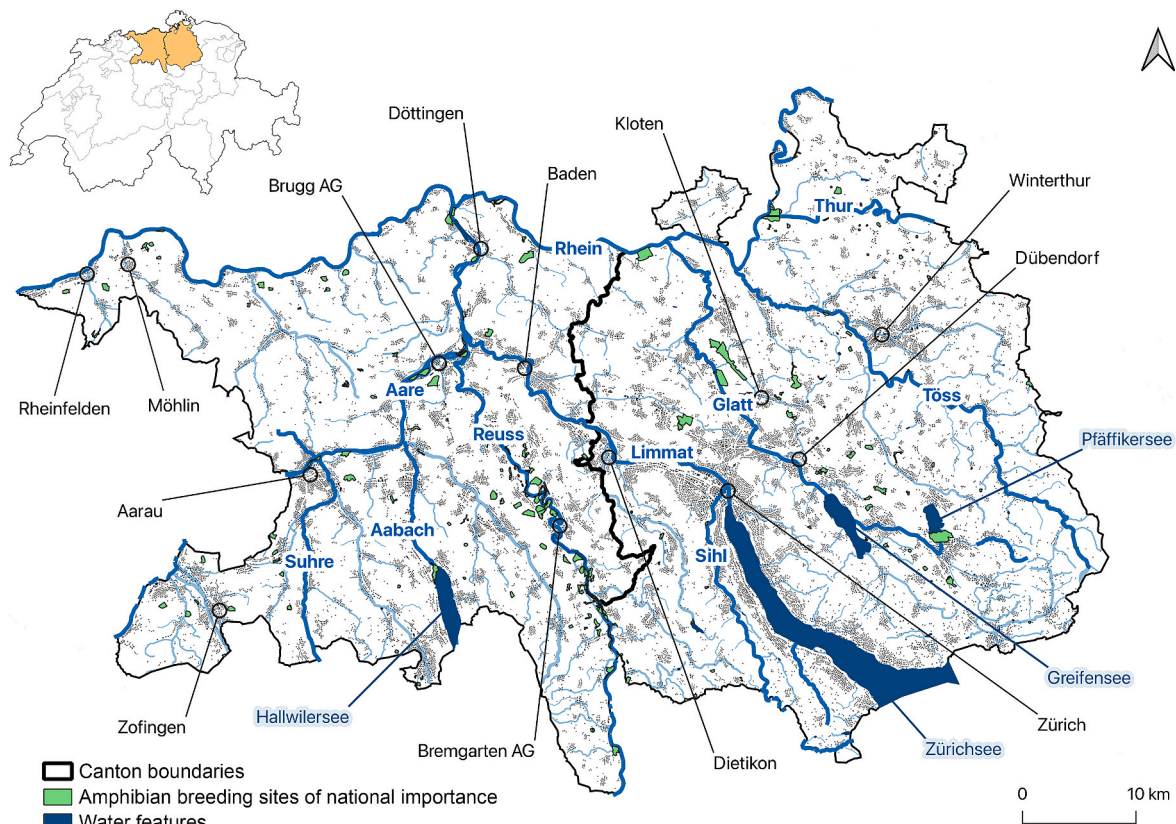 Döttingen
Kloten
Brugg AG
Baden
Winterthur
Thur
Rhein
Dübendorf
Rheinfelden
Möhlin
Aare
Glatt
Töss
Reuss
Limmat
Pfäffikersee
Aarau
Aabach
Suhre
Sihl
Greifensee
Hallwilersee
Zofingen
Zürich
Bremgarten AG
Dietikon
Zürichsee
Canton boundaries
Amphibian breeding sites of national importance
Water features
0 10 km